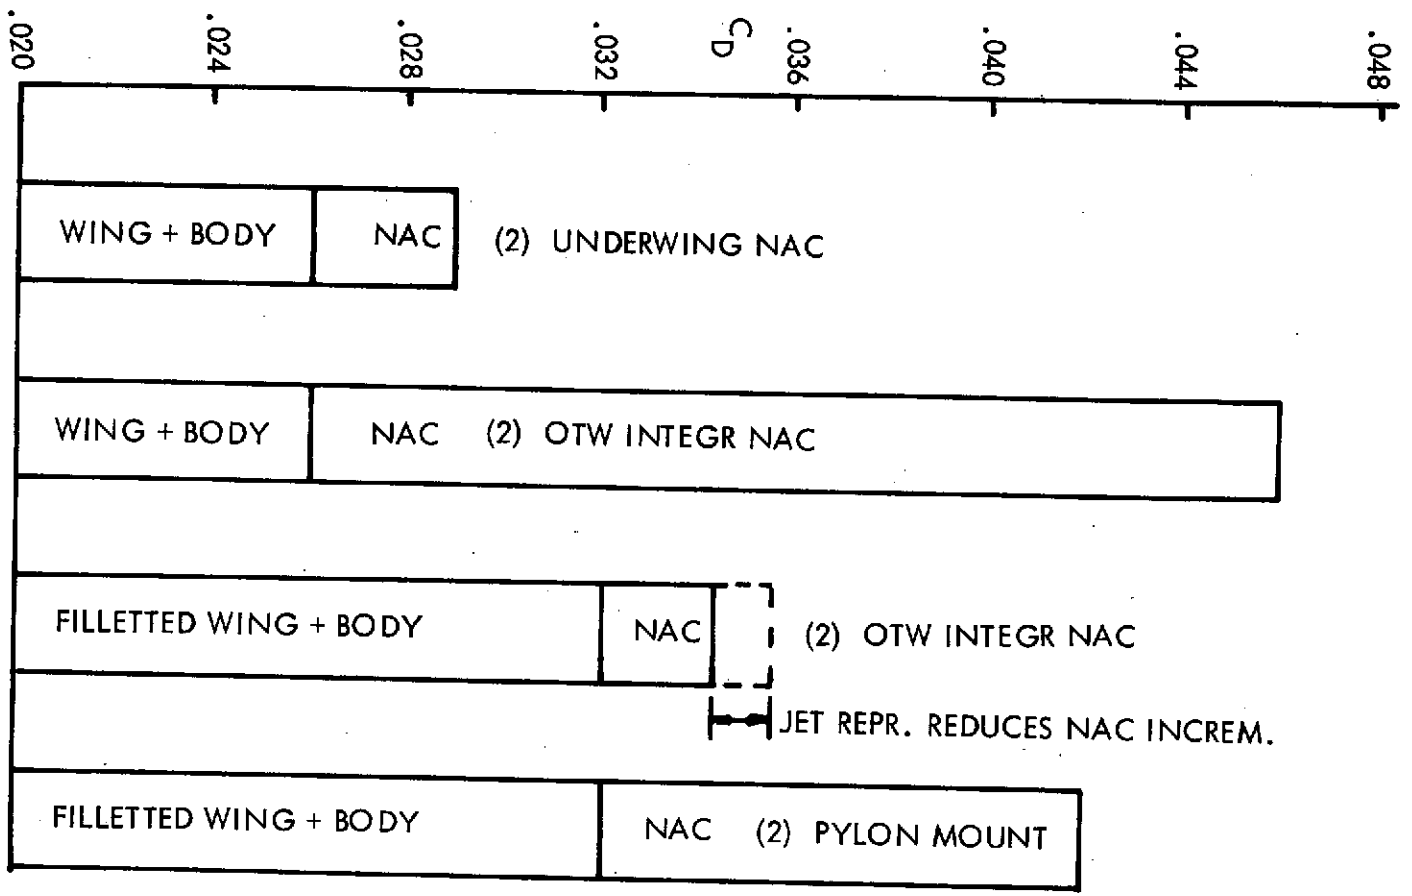 .020
.024
.028
.032
C_D
.036
.040
.044
.048
WING + BODY NAC (2) UNDERWING NAC
WING + BODY NAC (2) OTW INTEGR NAC
FILLETTED WING + BODY NAC (2) OTW INTEGR NAC
JET REPR. REDUCES NAC INCREM.
FILLETTED WING + BODY NAC (2) PYLON MOUNT